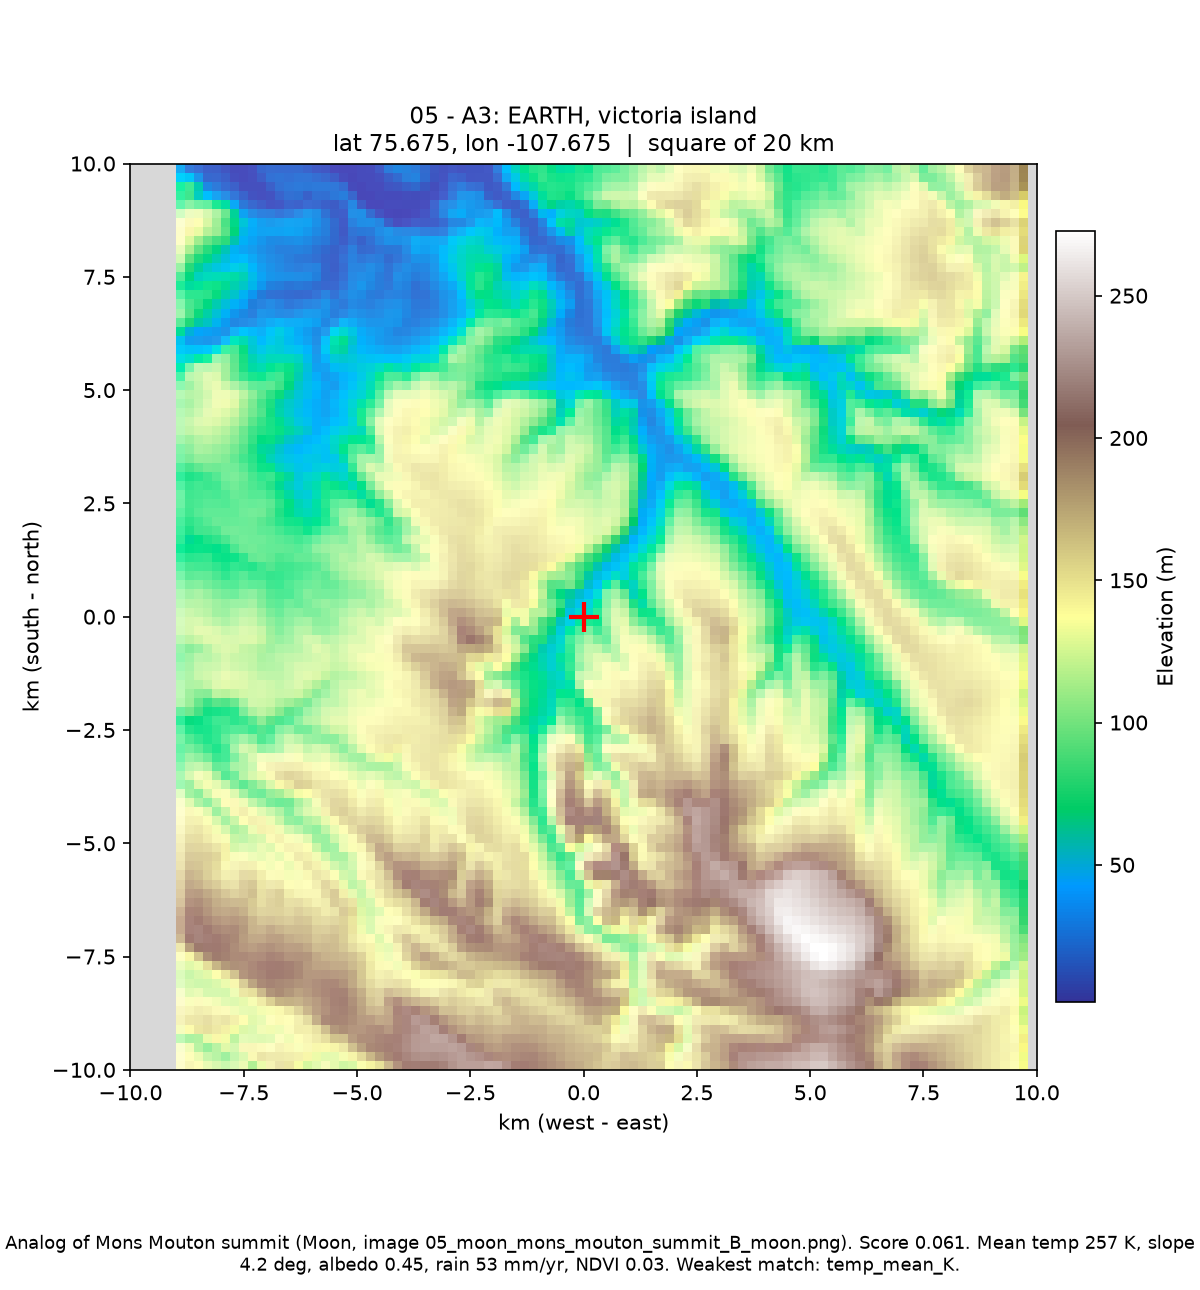 05 - A3: EARTH, victoria island
lat 75.675, lon -107.675 | square of 20 km
10.0
7.5
5.0
2.5
0.0
−2.5
−5.0
−7.5
−10.0
km (south - north)
−10.0 −7.5 −5.0 −2.5 0.0 2.5 5.0 7.5 10.0
km (west - east)
250
200
150
100
50
Elevation (m)
Analog of Mons Mouton summit (Moon, image 05_moon_mons_mouton_summit_B_moon.png). Score 0.061. Mean temp 257 K, slope
4.2 deg, albedo 0.45, rain 53 mm/yr, NDVI 0.03. Weakest match: temp_mean_K.